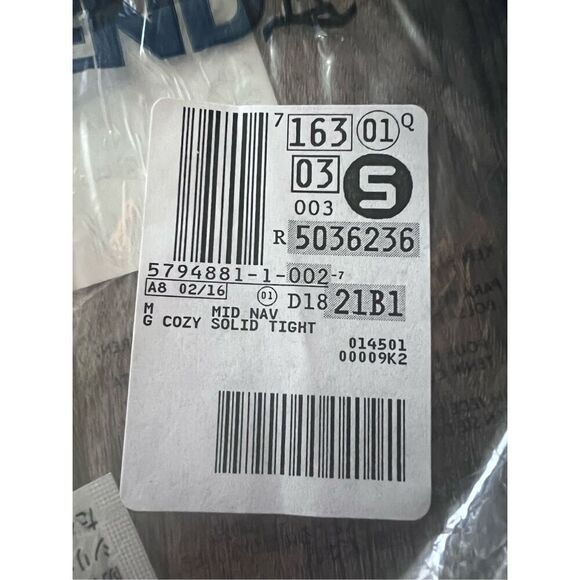 END
7 163 01 Q
03 S
003
R 5036236
5794881-1-002-7
A8 02/16 01 D18 21B1
M MID NAV
G COZY SOLID TIGHT
014501
00009K2